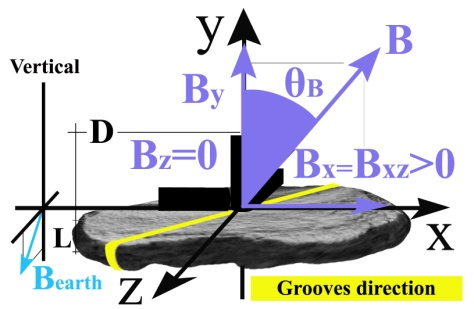 y
B
Vertical
By
θB
D
Bz=0
Bx=Bxz>0
L
X
Bearth
Z
Grooves direction